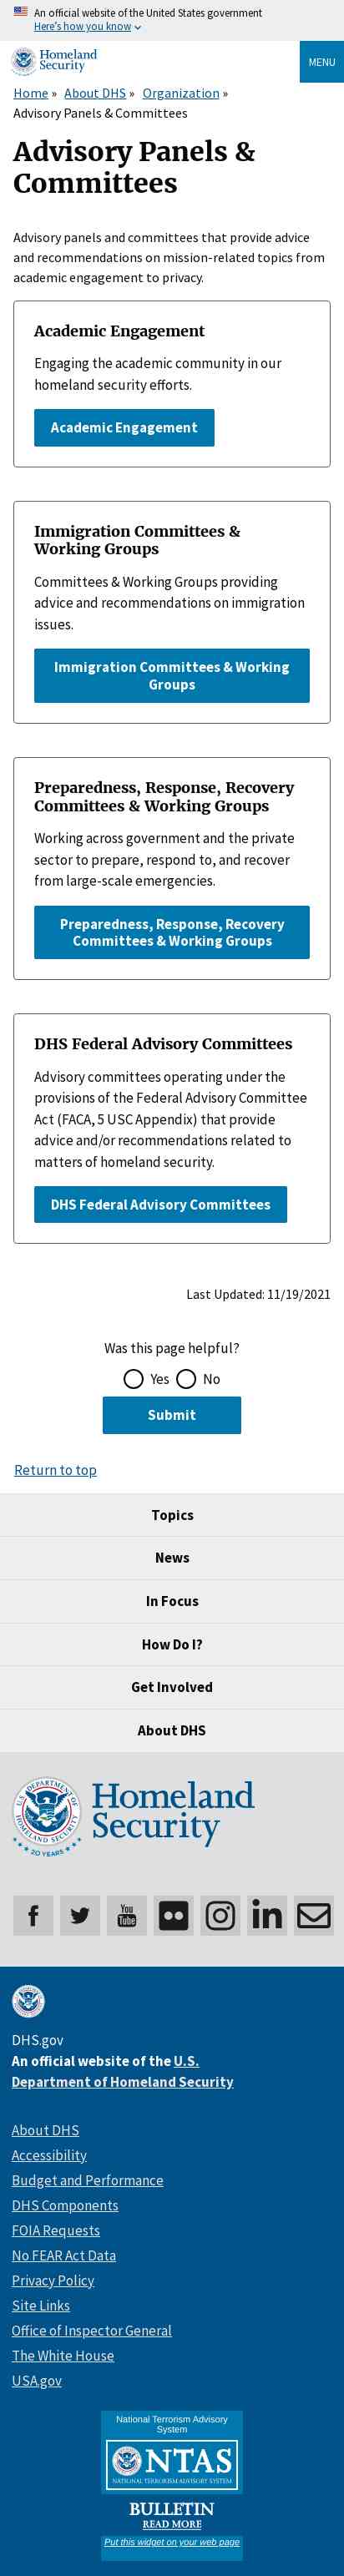 An official website of the United States government
Here's how you know
Homeland
Security
MENU
Home » About DHS » Organization »
Advisory Panels & Committees
Advisory Panels &
Committees
Advisory panels and committees that provide advice
and recommendations on mission-related topics from
academic engagement to privacy.
Academic Engagement
Engaging the academic community in our
homeland security efforts.
Academic Engagement
Immigration Committees &
Working Groups
Committees & Working Groups providing
advice and recommendations on immigration
issues.
Immigration Committees & Working
Groups
Preparedness, Response, Recovery
Committees & Working Groups
Working across government and the private
sector to prepare, respond to, and recover
from large-scale emergencies.
Preparedness, Response, Recovery
Committees & Working Groups
DHS Federal Advisory Committees
Advisory committees operating under the
provisions of the Federal Advisory Committee
Act (FACA, 5 USC Appendix) that provide
advice and/or recommendations related to
matters of homeland security.
DHS Federal Advisory Committees
Last Updated: 11/19/2021
Was this page helpful?
Yes No
Submit
Return to top
Topics
News
In Focus
How Do I?
Get Involved
About DHS
U.S. DEPARTMENT OF
HOMELAND SECURITY
20 YEARS
Homeland
Security
You
Tube
DHS.gov
An official website of the U.S.
Department of Homeland Security
About DHS
Accessibility
Budget and Performance
DHS Components
FOIA Requests
No FEAR Act Data
Privacy Policy
Site Links
Office of Inspector General
The White House
USA.gov
National Terrorism Advisory
System
NTAS
NATIONAL TERRORISM ADVISORY SYSTEM
BULLETIN
READ MORE
Put this widget on your web page